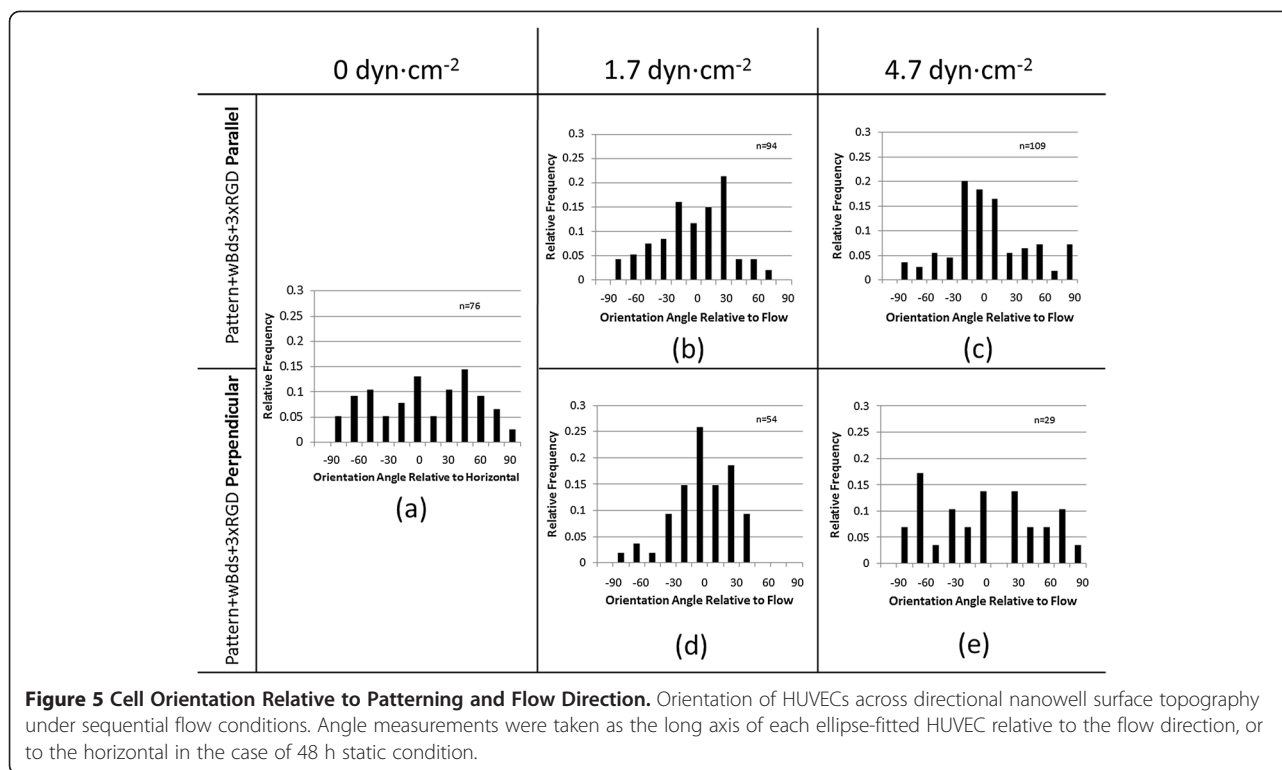 0 dyn·cm-2
1.7 dyn·cm-2
4.7 dyn·cm-2
Pattern+wBds+3xRGD Parallel
Pattern+wBds+3xRGD Perpendicular
Relative Frequency
0.3
0.25
0.2
0.15
0.1
0.05
0
n=76
-90 -60 -30 0 30 60 90
Orientation Angle Relative to Horizontal
(a)
Relative Frequency
0.3
0.25
0.2
0.15
0.1
0.05
0
n=94
-90 -60 -30 0 30 60 90
Orientation Angle Relative to Flow
(b)
Relative Frequency
0.3
0.25
0.2
0.15
0.1
0.05
0
n=109
-90 -60 -30 0 30 60 90
Orientation Angle Relative to Flow
(c)
Relative Frequency
0.3
0.25
0.2
0.15
0.1
0.05
0
n=54
-90 -60 -30 0 30 60 90
Orientation Angle Relative to Flow
(d)
Relative Frequency
0.3
0.25
0.2
0.15
0.1
0.05
0
n=29
-90 -60 -30 0 30 60 90
Orientation Angle Relative to Flow
(e)
Figure 5 Cell Orientation Relative to Patterning and Flow Direction. Orientation of HUVECs across directional nanowell surface topography
under sequential flow conditions. Angle measurements were taken as the long axis of each ellipse-fitted HUVEC relative to the flow direction, or
to the horizontal in the case of 48 h static condition.